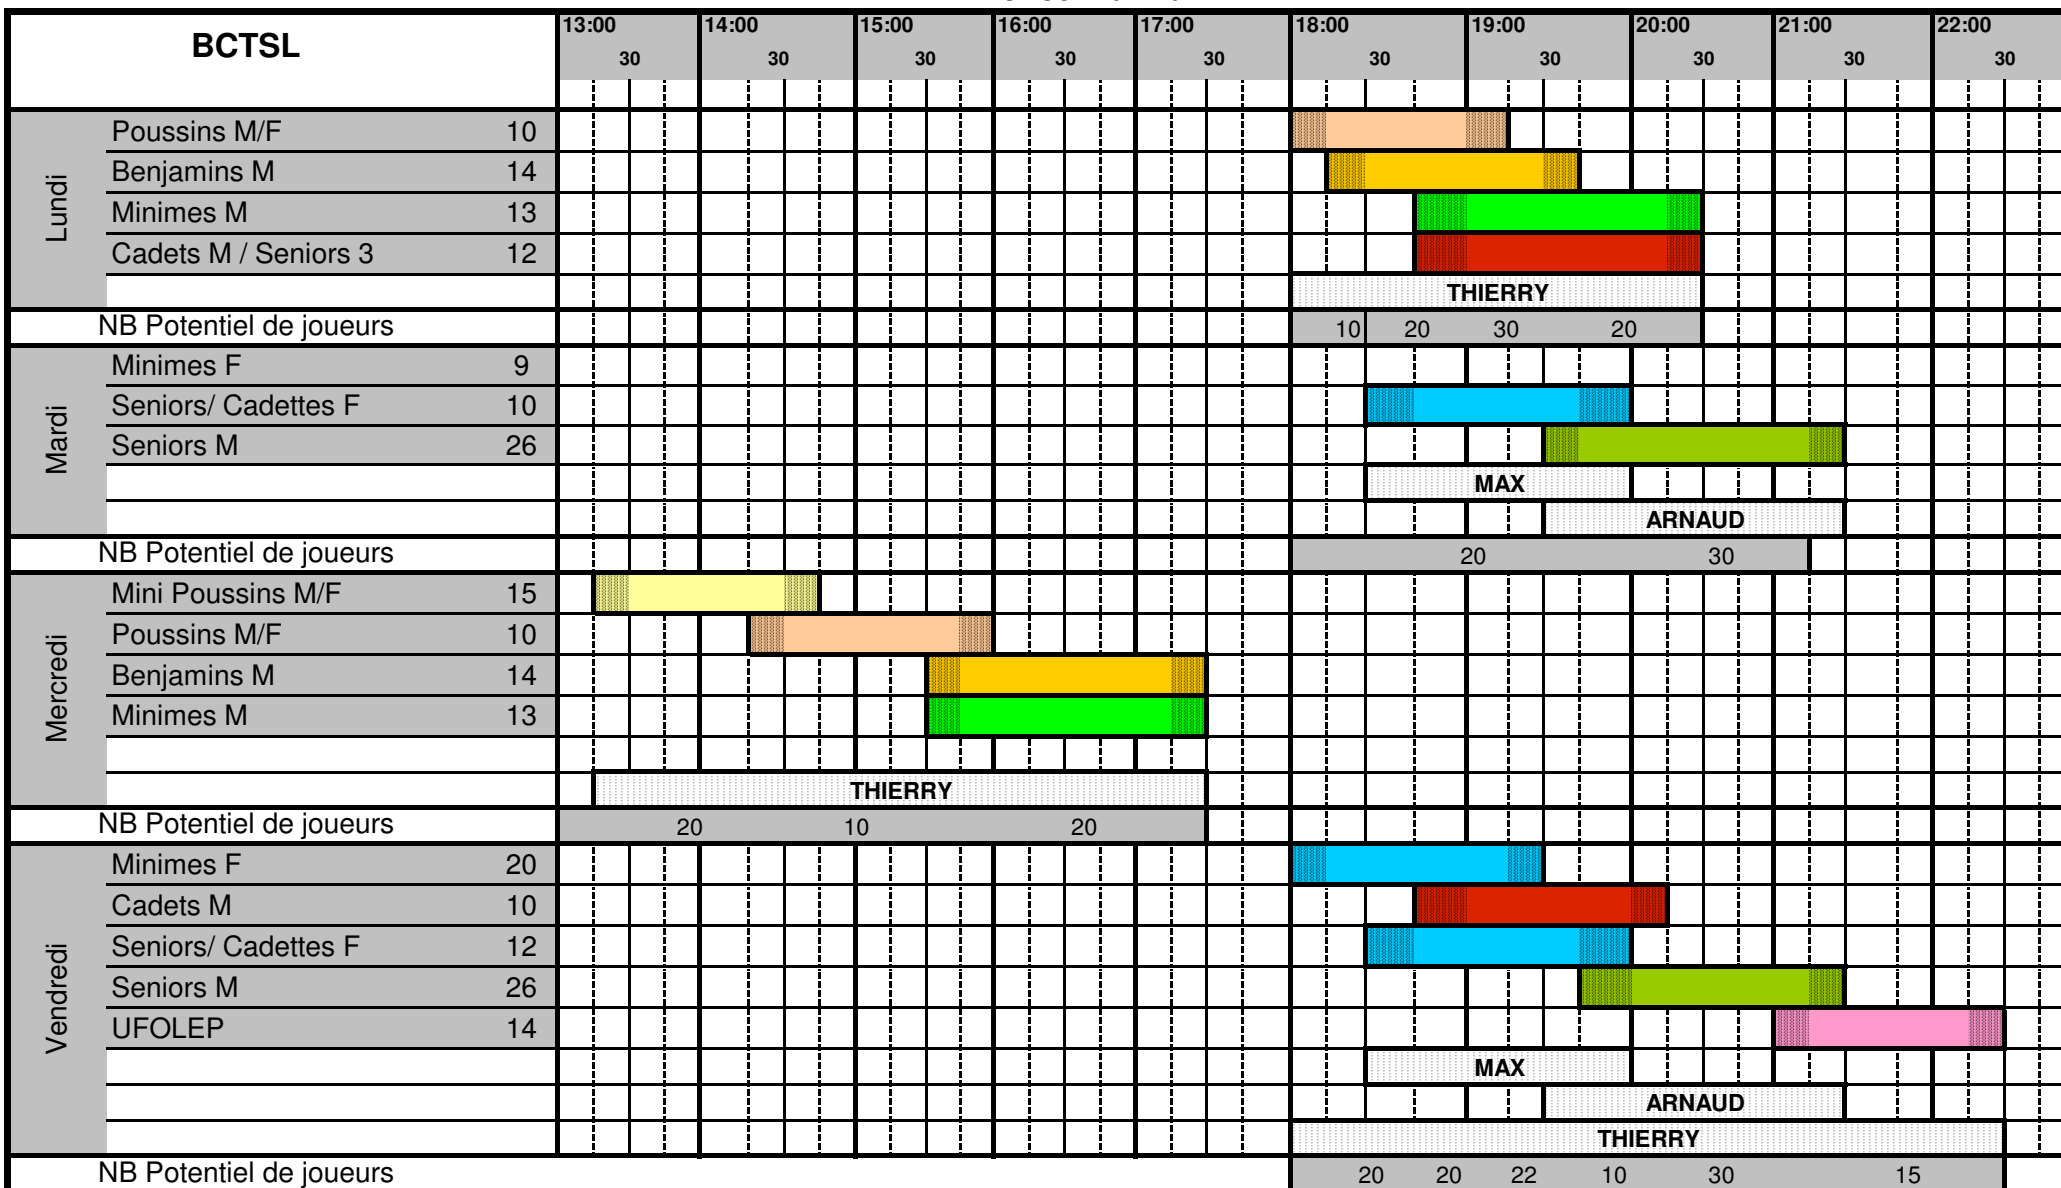 BCTSL
13:00 14:00 15:00 16:00 17:00 18:00 19:00 20:00 21:00 22:00
30 30 30 30 30 30 30 30 30 30
Lundi
Poussins M/F 10
Benjamins M 14
Minimes M 13
Cadets M / Seniors 3 12
THIERRY
NB Potentiel de joueurs 10 20 30 20
Mardi
Minimes F 9
Seniors/ Cadettes F 10
Seniors M 26
MAX
ARNAUD
NB Potentiel de joueurs 20 30
Mercredi
Mini Poussins M/F 15
Poussins M/F 10
Benjamins M 14
Minimes M 13
THIERRY
NB Potentiel de joueurs 20 10 20
Vendredi
Minimes F 20
Cadets M 10
Seniors/ Cadettes F 12
Seniors M 26
UFOLEP 14
MAX
ARNAUD
THIERRY
NB Potentiel de joueurs 20 20 22 10 30 15